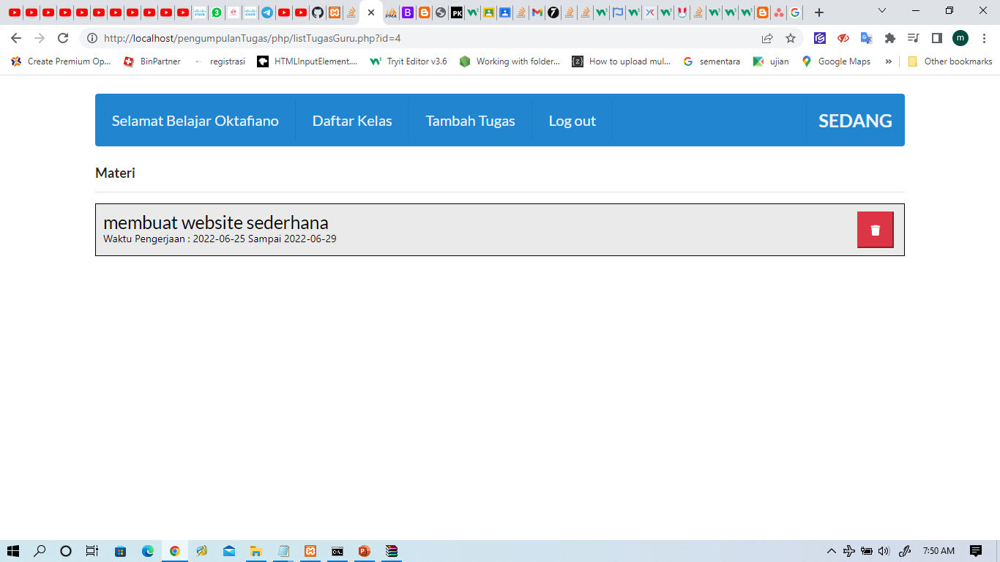 http://localhost/pengumpulanTugas/php/listTugasGuru.php?id=4
m
Create Premium Op... BinPartner registrasi HTMLInputElement.... Tryit Editor v3.6 Working with folder... How to upload mul... sementara ujian Google Maps » Other bookmarks
Selamat Belajar Oktafiano Daftar Kelas Tambah Tugas Log out SEDANG
Materi
membuat website sederhana
Waktu Pengerjaan : 2022-06-25 Sampai 2022-06-29
7:50 AM